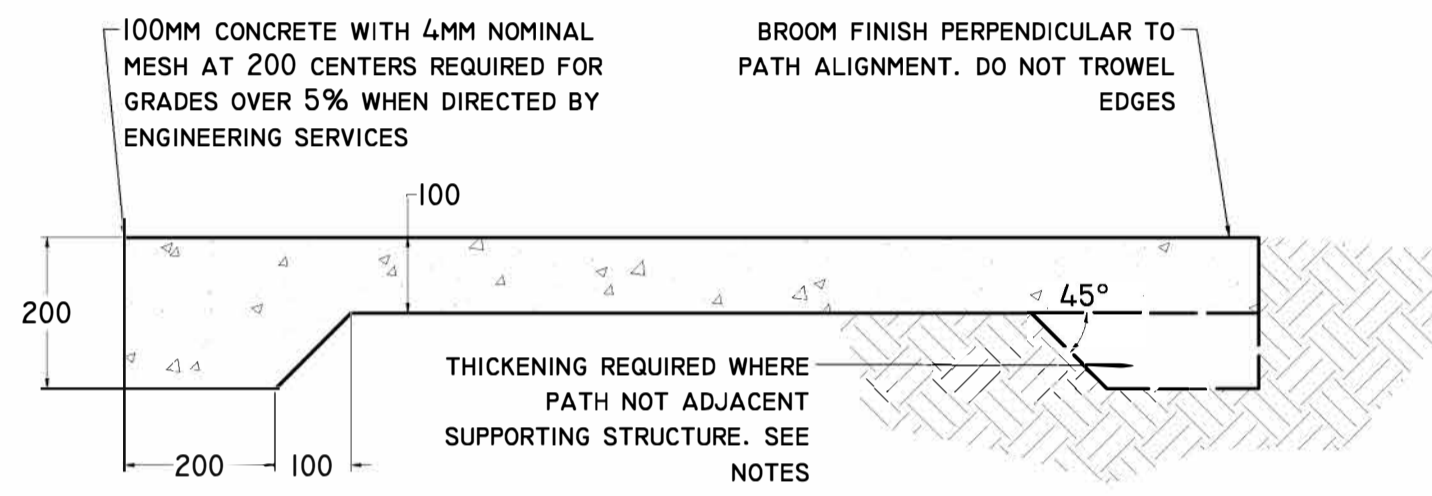 100MM CONCRETE WITH 4MM NOMINAL
MESH AT 200 CENTERS REQUIRED FOR
GRADES OVER 5% WHEN DIRECTED BY
ENGINEERING SERVICES
BROOM FINISH PERPENDICULAR TO
PATH ALIGNMENT. DO NOT TROWEL
EDGES
100
200
45°
THICKENING REQUIRED WHERE
PATH NOT ADJACENT
SUPPORTING STRUCTURE. SEE
NOTES
200
100